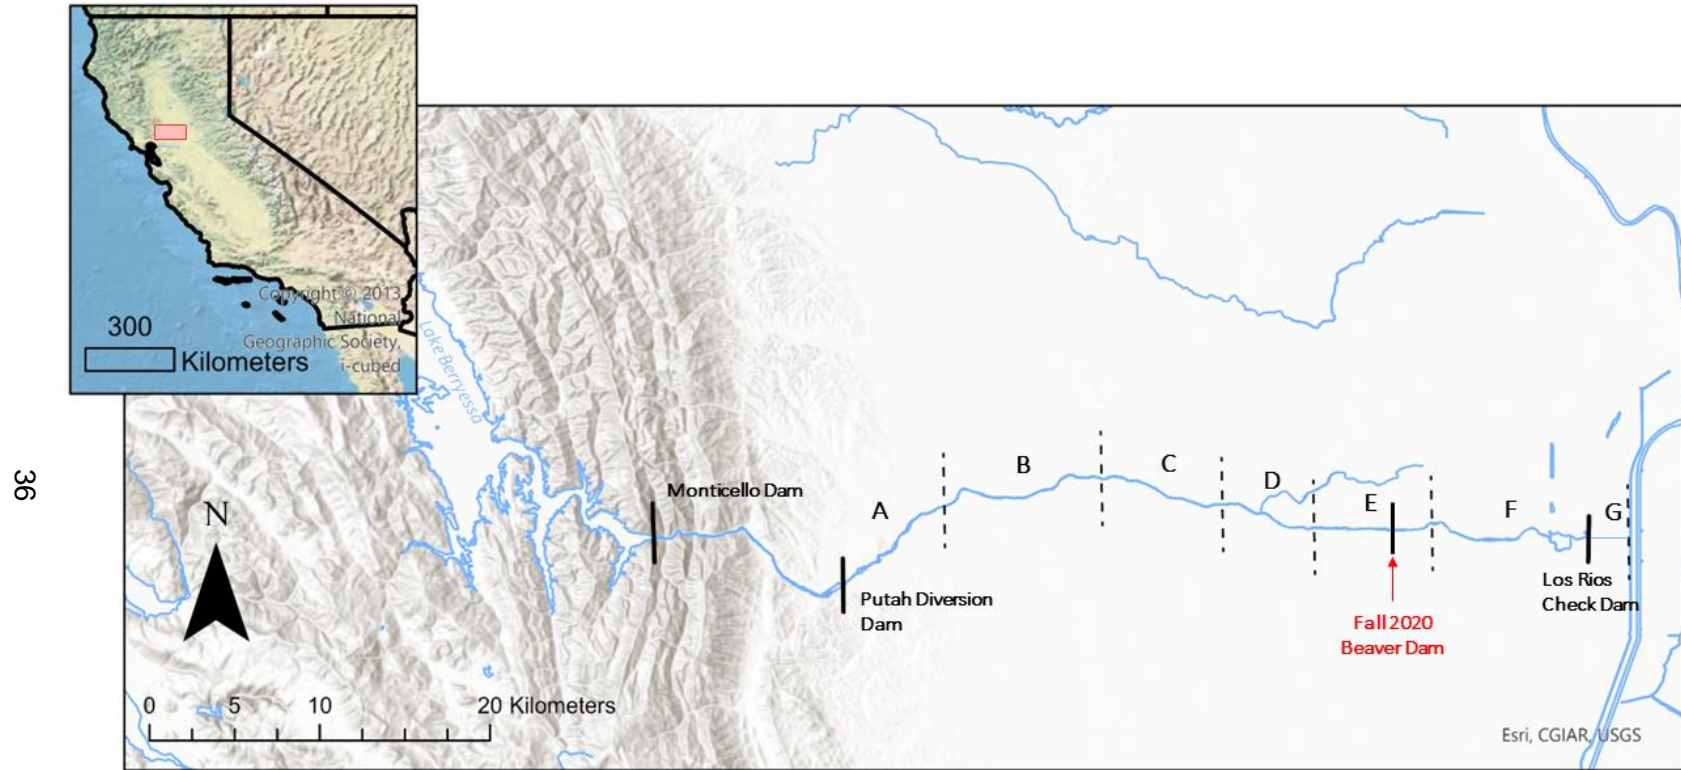 Copyright © 2013
National
Geographic Society,
i-cubed
300
Kilometers
Lake Berryessa
Monticello Dam
A
B
C
D
E
F
G
Putah Diversion
Dam
Los Rios
Check Dam
Fall 2020
Beaver Dam
N
36
0 5 10 20 Kilometers
Esri, CGIAR, USGS